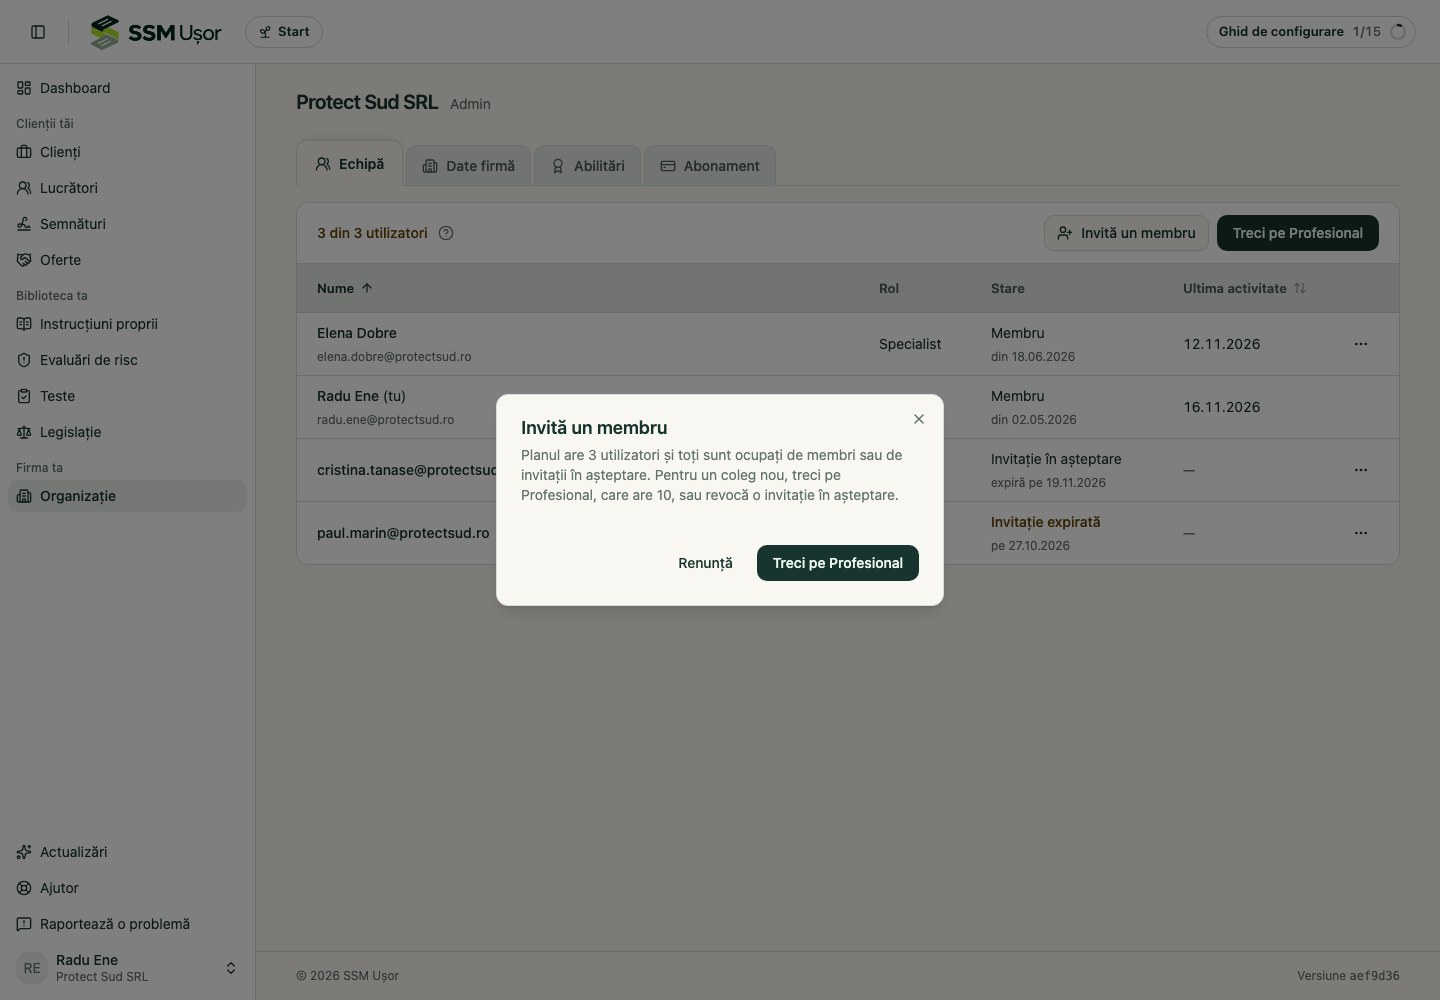 SSM Ușor
Start
Ghid de configurare 1/15
Dashboard
Clienții tăi
Clienți
Lucrători
Semnături
Oferte
Biblioteca ta
Instrucțiuni proprii
Evaluări de risc
Teste
Legislație
Firma ta
Organizație
Actualizări
Ajutor
Raportează o problemă
RE
Radu Ene
Protect Sud SRL
Protect Sud SRL Admin
Echipă
Date firmă
Abilități
Abonament
3 din 3 utilizatori
Invită un membru
Treci pe Profesional
Nume
Rol
Stare
Ultima activitate
Elena Dobre
elena.dobre@protectsud.ro
Specialist
Membru
din 18.06.2026
12.11.2026
Radu Ene (tu)
radu.ene@protectsud.ro
Membru
din 02.05.2026
16.11.2026
cristina.tanase@protectsud
Invitație în așteptare
expiră pe 19.11.2026
—
paul.marin@protectsud.ro
Invitație expirată
pe 27.10.2026
—
Invită un membru
Planul are 3 utilizatori și toți sunt ocupați de membri sau de
invitații în așteptare. Pentru un coleg nou, treci pe
Profesional, care are 10, sau revocă o invitație în așteptare.
Renunță
Treci pe Profesional
© 2026 SSM Ușor
Versiune aef9d36